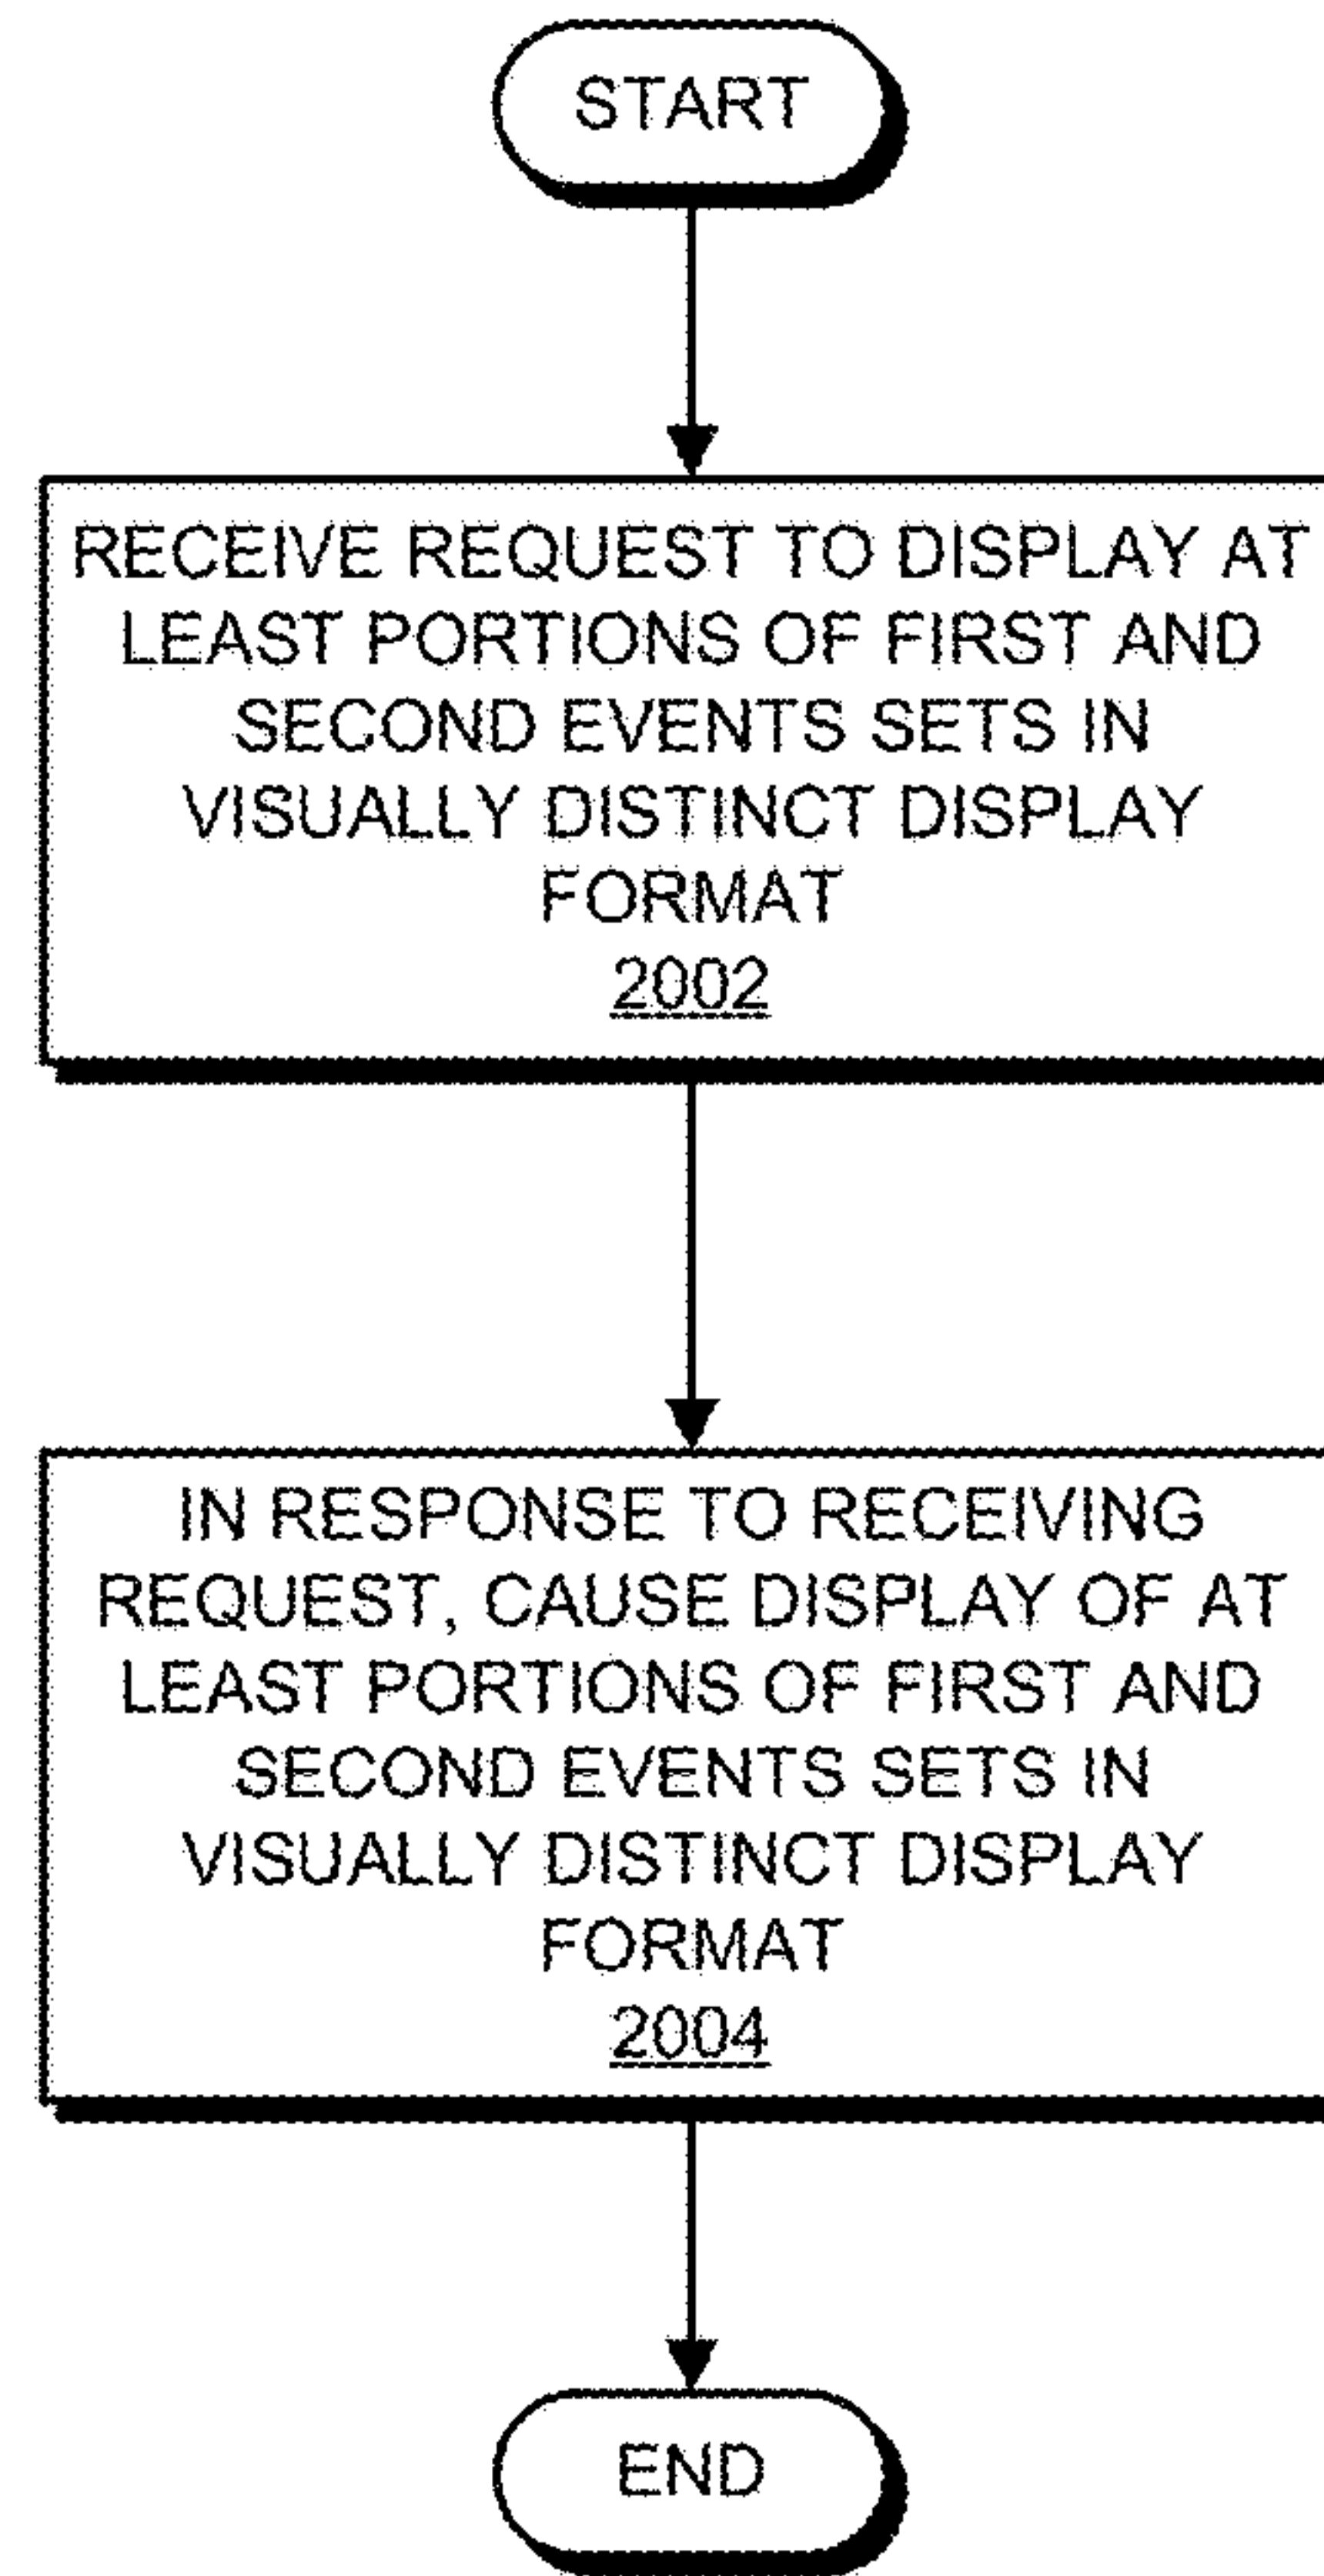 START
RECEIVE REQUEST TO DISPLAY AT
LEAST PORTIONS OF FIRST AND
SECOND EVENTS SETS IN
VISUALLY DISTINCT DISPLAY
FORMAT
2002
IN RESPONSE TO RECEIVING
REQUEST, CAUSE DISPLAY OF AT
LEAST PORTIONS OF FIRST AND
SECOND EVENTS SETS IN
VISUALLY DISTINCT DISPLAY
FORMAT
2004
END